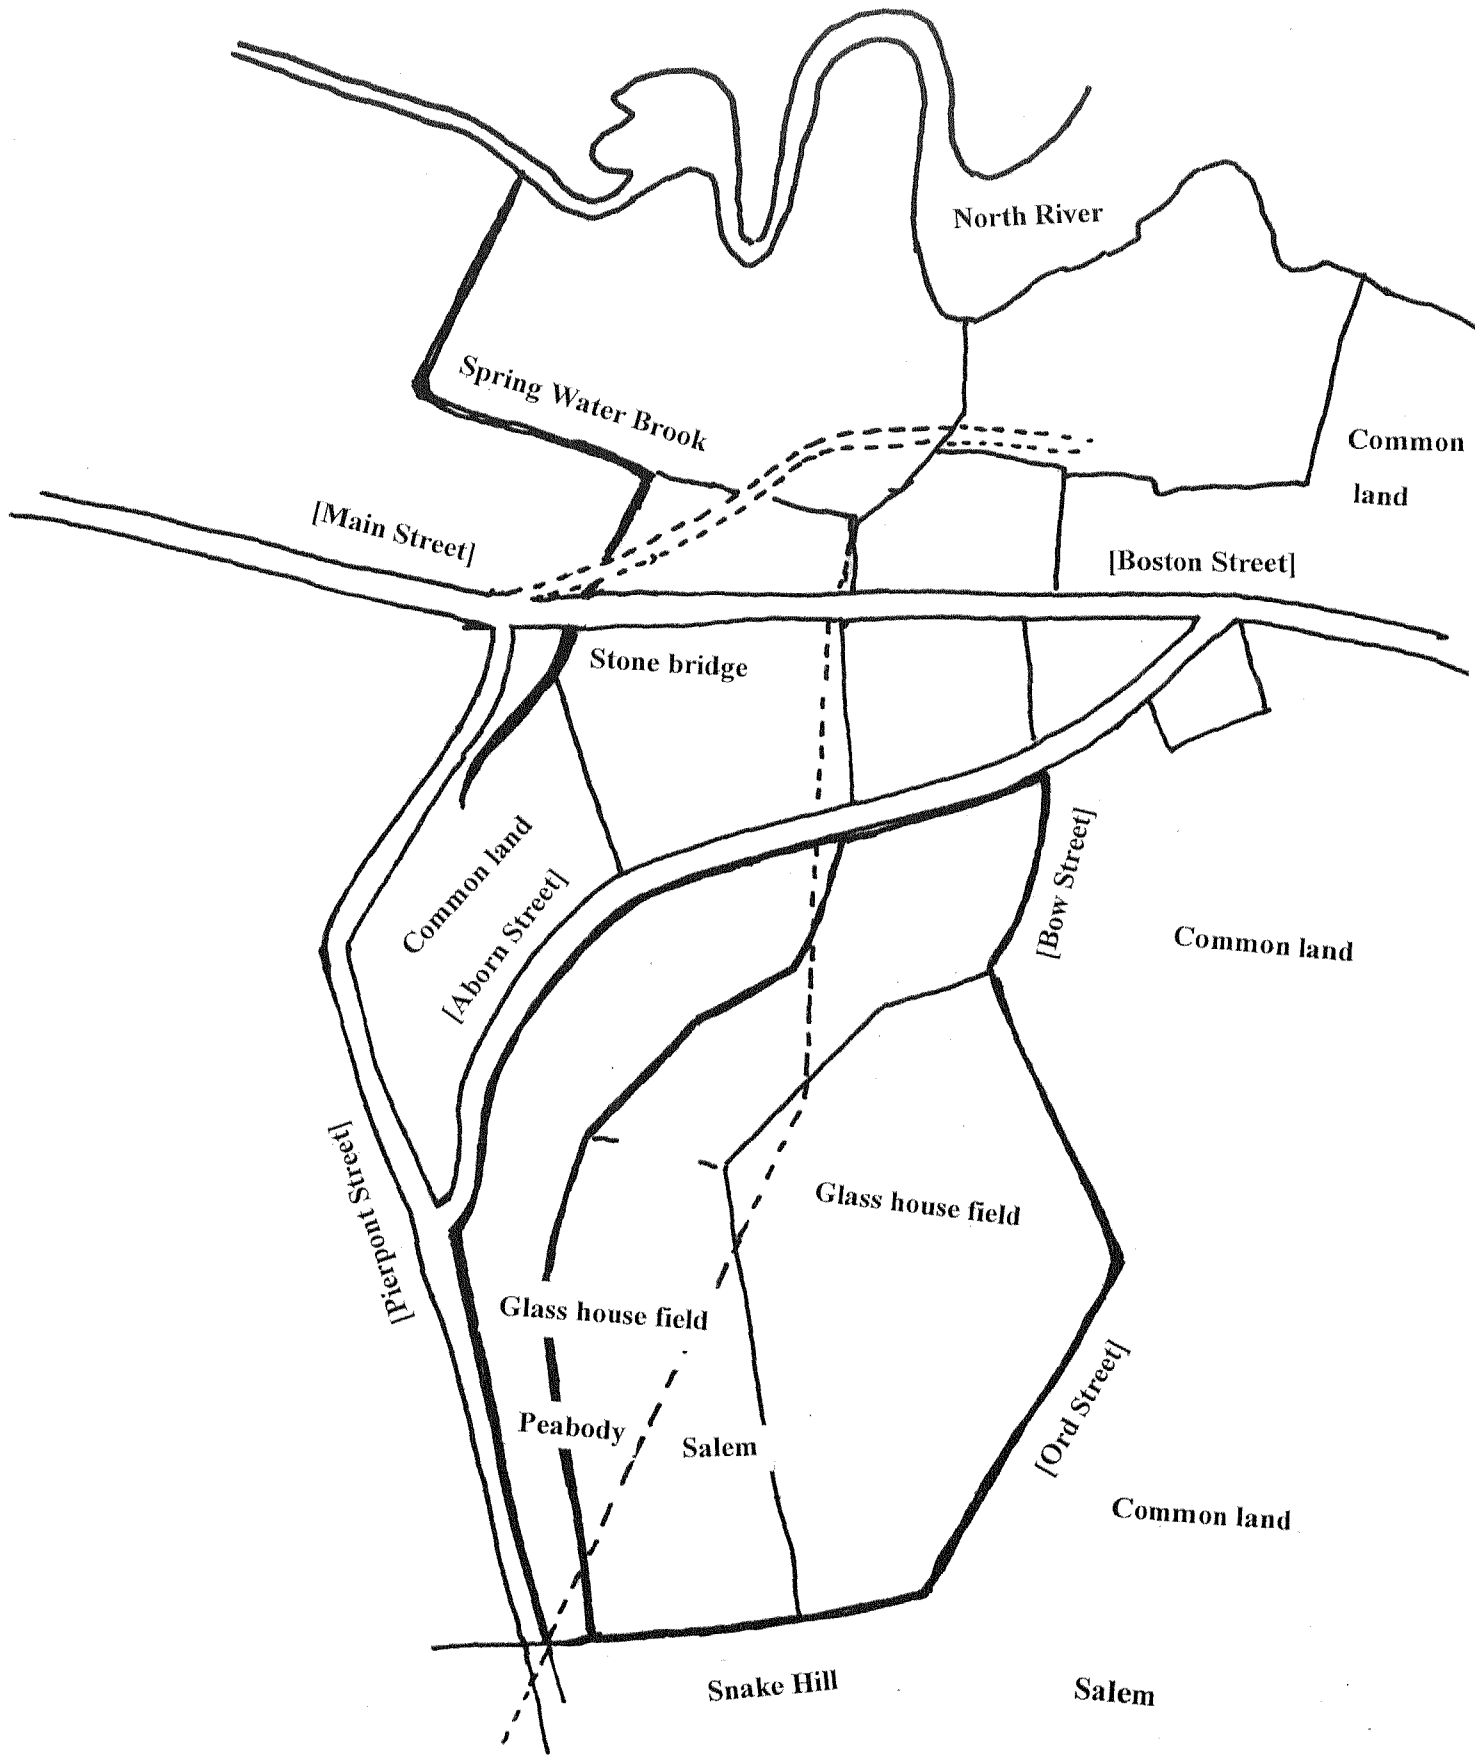 North River
Spring Water Brook
Common
land
[Main Street]
[Boston Street]
Stone bridge
Common land
[Aborn Street]
[Bow Street]
Common land
[Pierpont Street]
Glass house field
Glass house field
Peabody
Salem
[Ord Street]
Common land
Snake Hill
Salem